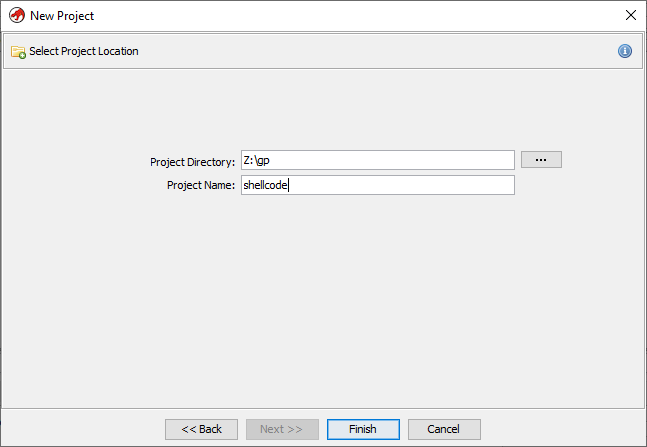 New Project
Select Project Location
Project Directory: Z:\gp ...
Project Name: shellcode
<< Back Next >> Finish Cancel